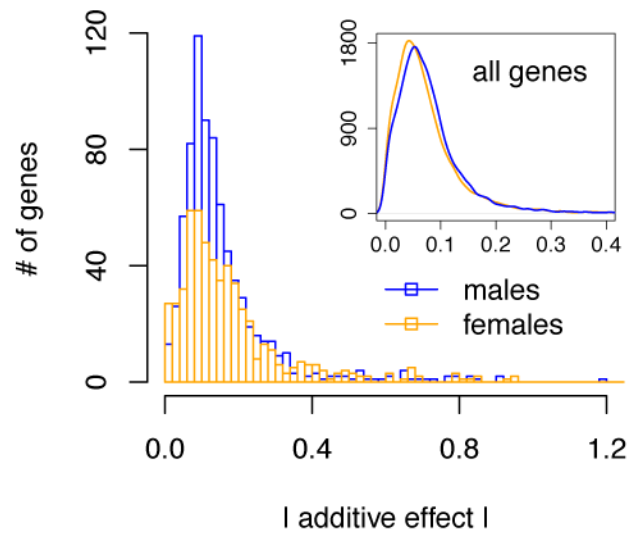 120
80
40
0
# of genes
0.0 0.4 0.8 1.2
| additive effect |
all genes
1800
900
0
0.0 0.1 0.2 0.3 0.4
males
females